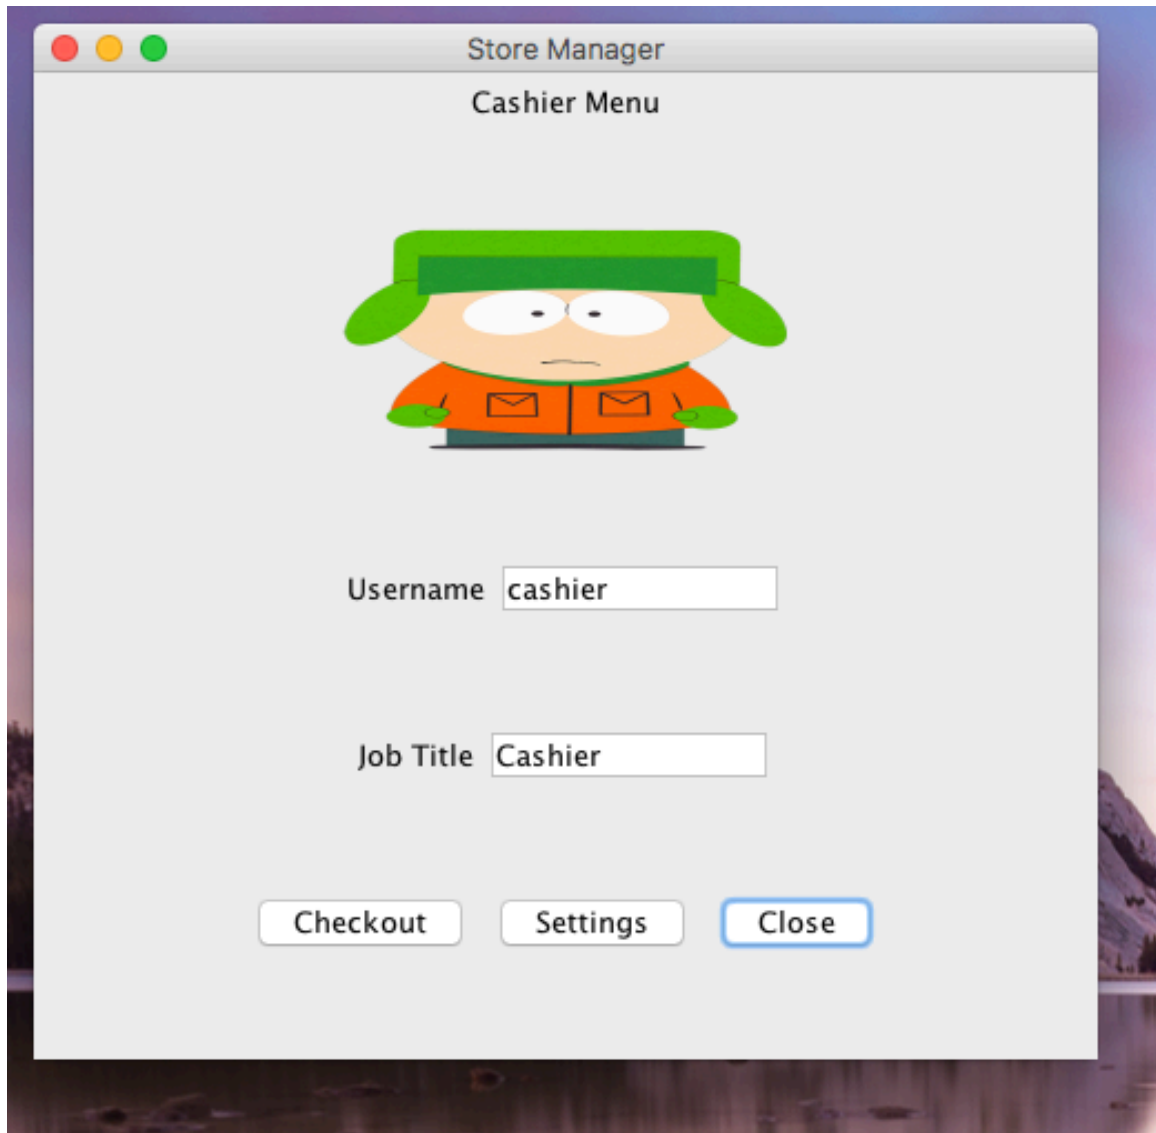 Store Manager
Cashier Menu
Username cashier
Job Title Cashier
Checkout Settings Close